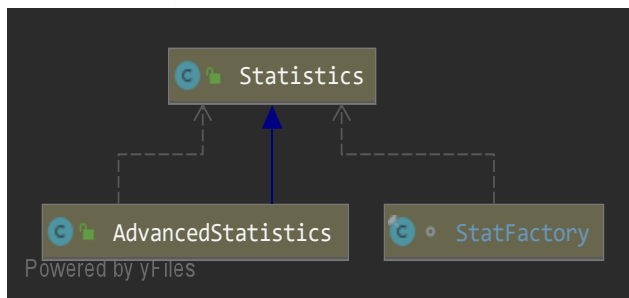 C Statistics
C AdvancedStatistics
C StatFactory
Powered by yFiles